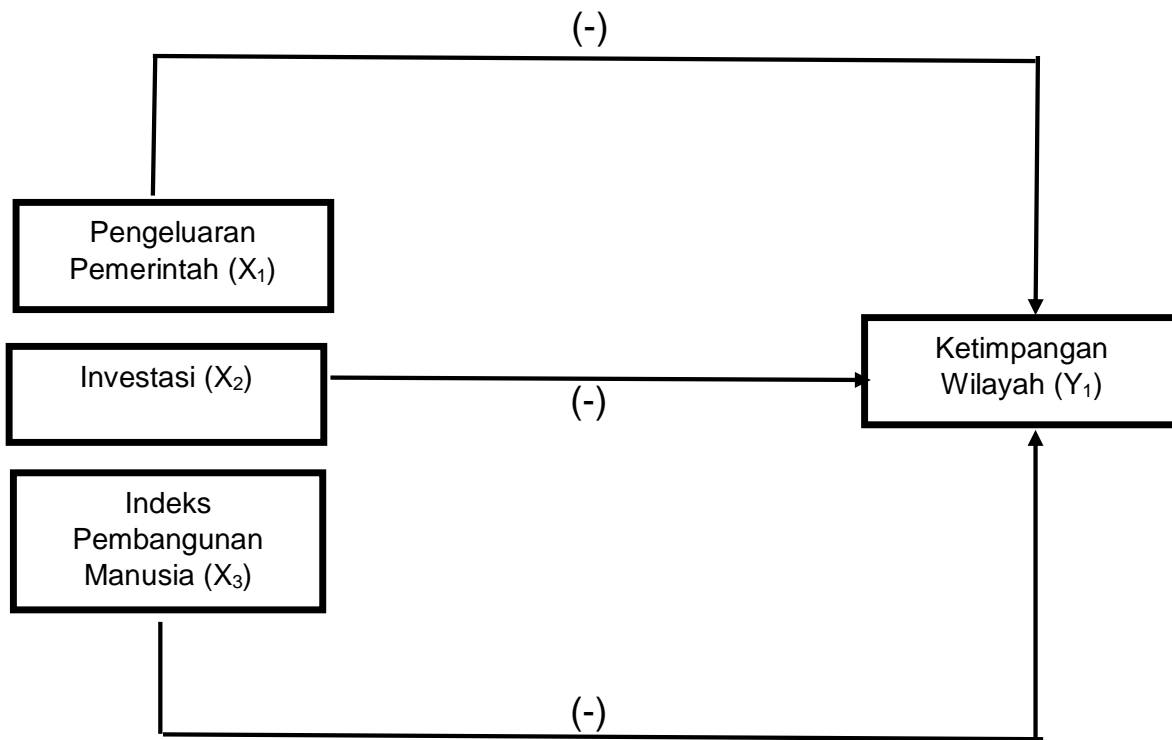 (-)
Pengeluaran
Pemerintah (X₁)
Investasi (X₂)
(-)
Ketimpangan
Wilayah (Y₁)
Indeks
Pembangunan
Manusia (X₃)
(-)